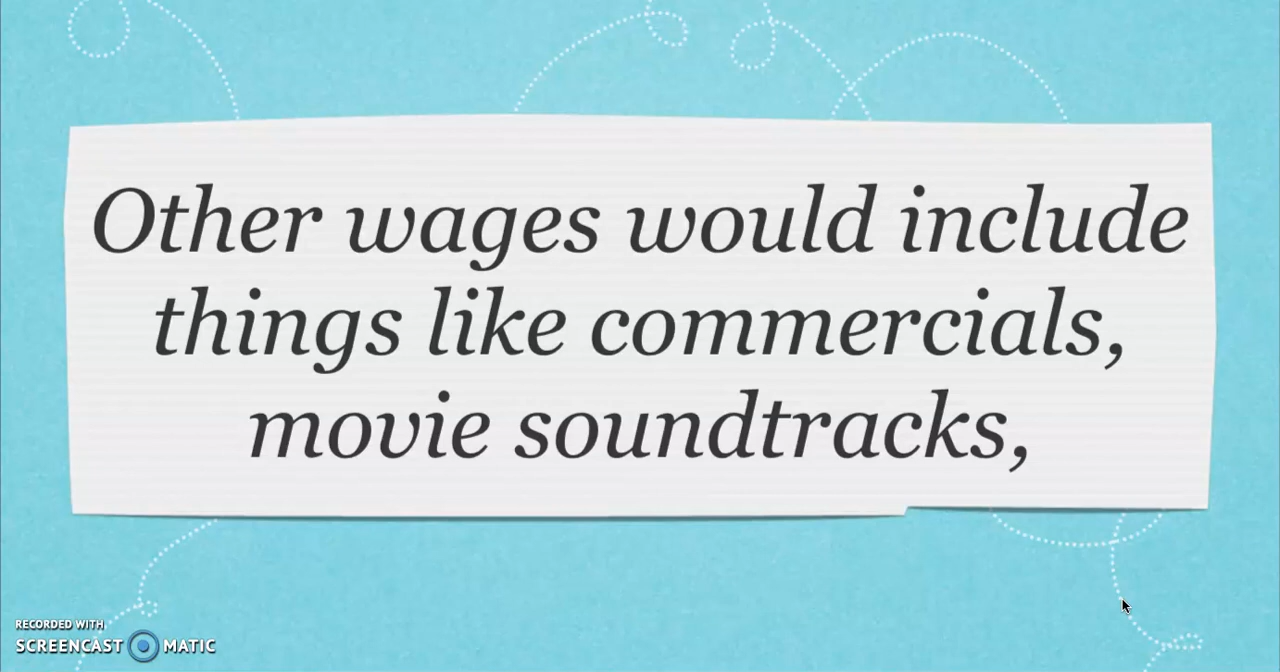 Other wages would include
things like commercials,
movie soundtracks,
RECORDED WITH
SCREENCAST MATIC